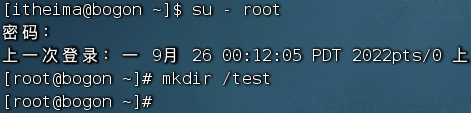 [itheima@bogon ~]$ su - root
密码：
上一次登录：一 9月 26 00:12:05 PDT 2022pts/0 上
[root@bogon ~]# mkdir /test
[root@bogon ~]#